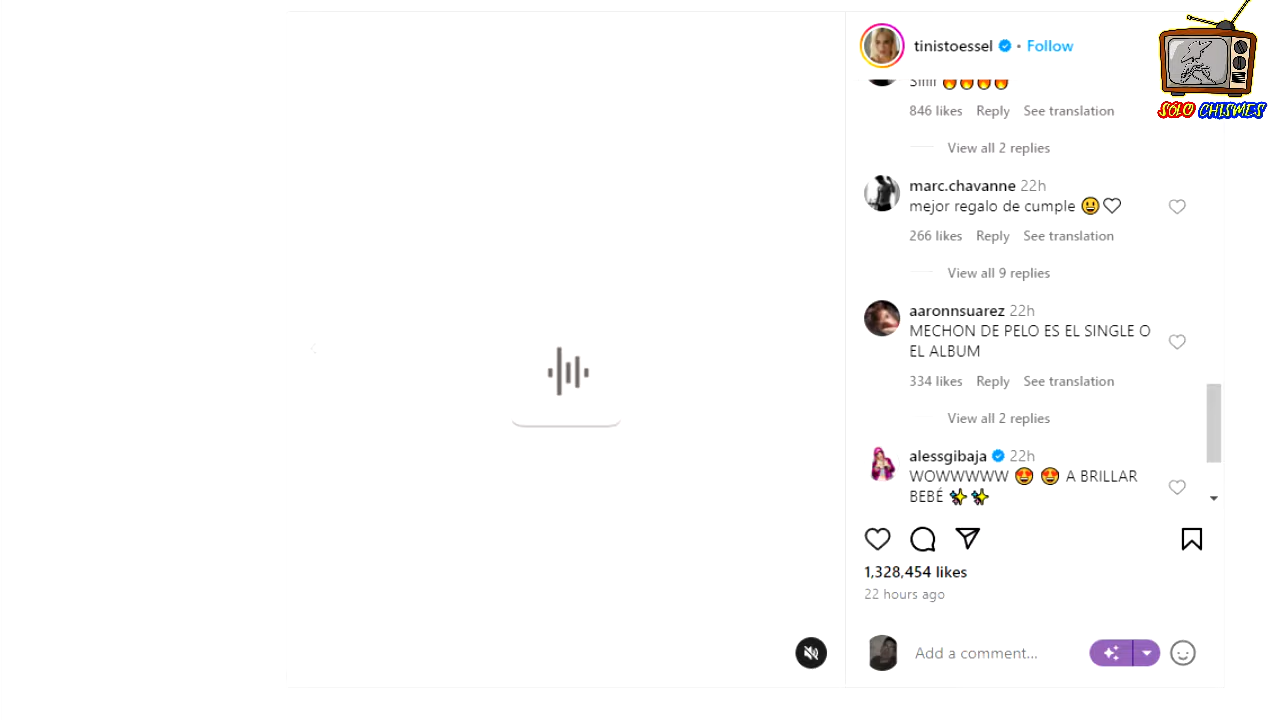 tinistoessel • Follow
SOLO CHISMES
846 likes Reply See translation
View all 2 replies
marc.chavanne 22h
mejor regalo de cumple 😀🤍
266 likes Reply See translation
View all 9 replies
aaronnsuarez 22h
MECHON DE PELO ES EL SINGLE O
EL ALBUM
334 likes Reply See translation
View all 2 replies
alessgibaja 22h
WOWWWWW 😍 😍 A BRILLAR
BEBÉ ✨✨
1,328,454 likes
22 hours ago
Add a comment...